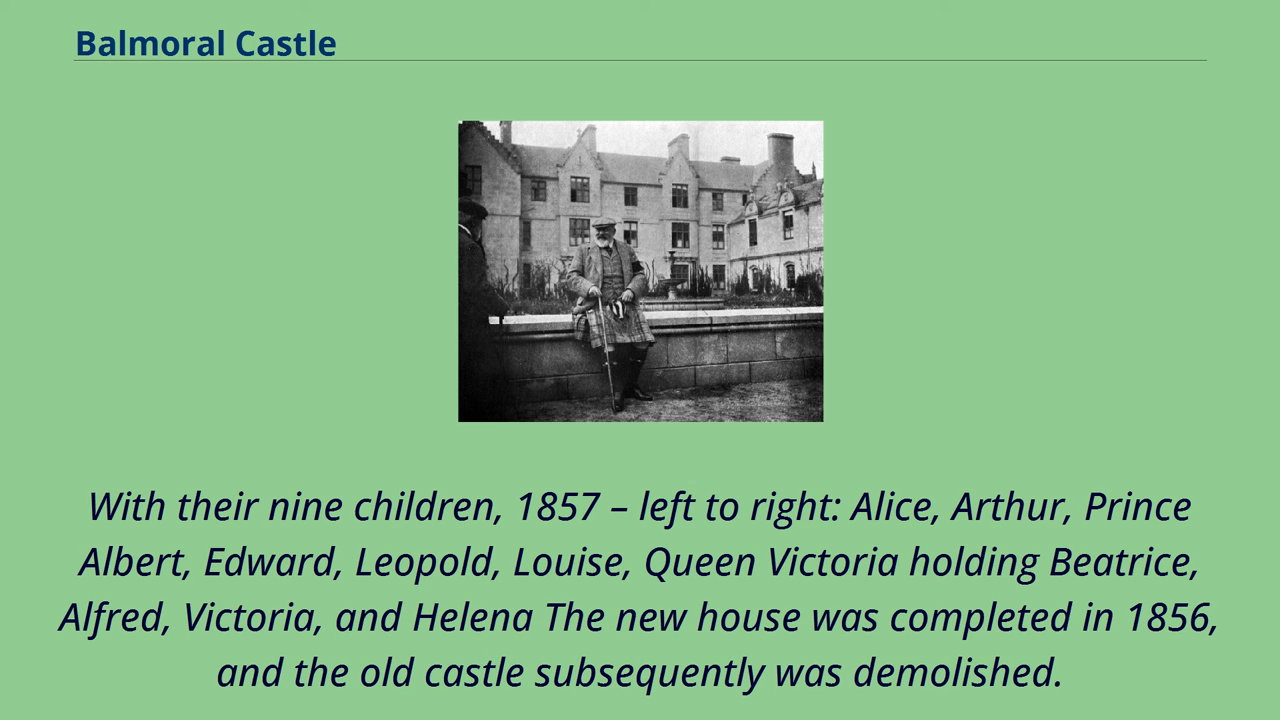 Balmoral Castle
With their nine children, 1857 – left to right: Alice, Arthur, Prince
Albert, Edward, Leopold, Louise, Queen Victoria holding Beatrice,
Alfred, Victoria, and Helena The new house was completed in 1856,
and the old castle subsequently was demolished.